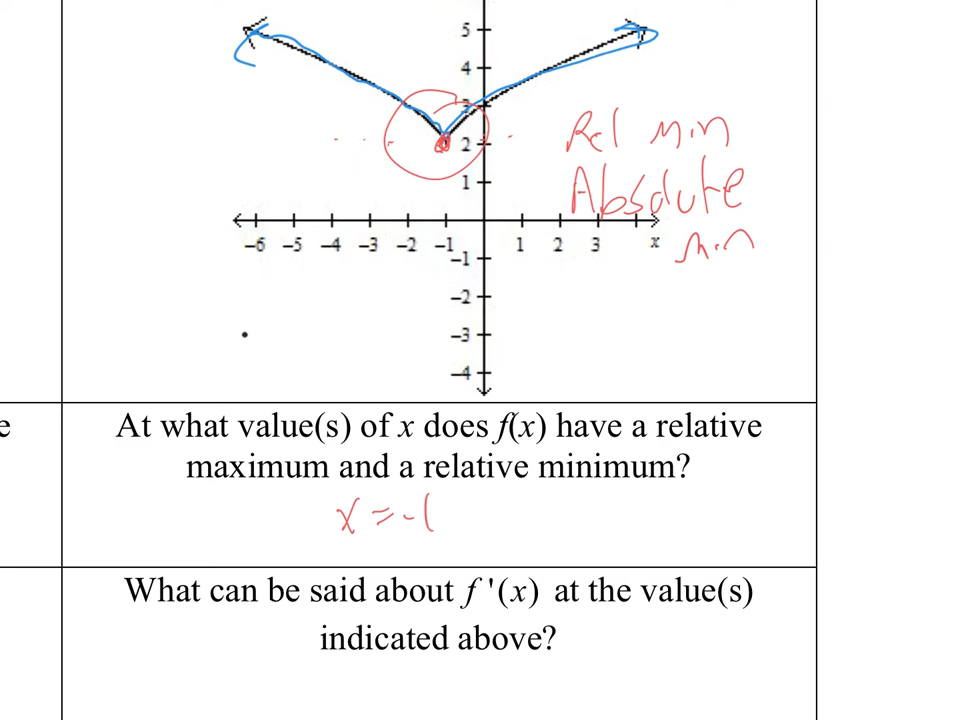 5
4
3
Rel min
2
Absolute
1
-6 -5 -4 -3 -2 -1 1 2 3 x
min
-1
-2
-3
-4
e
At what value(s) of x does f(x) have a relative
maximum and a relative minimum?
x = -1
What can be said about f '(x) at the value(s)
indicated above?